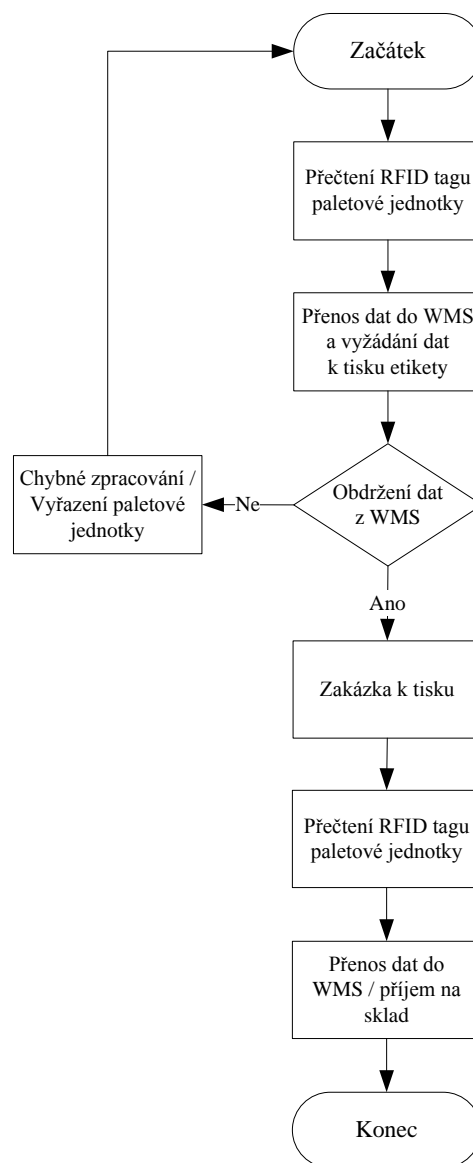 Začátek
Přečtení RFID tagu
paletové jednotky
Přenos dat do WMS
a vyžádání dat
k tisku etikety
Obdržení dat
z WMS
Ne
Chybné zpracování /
Vyřazení paletové
jednotky
Ano
Zakázka k tisku
Přečtení RFID tagu
paletové jednotky
Přenos dat do
WMS / příjem na
sklad
Konec